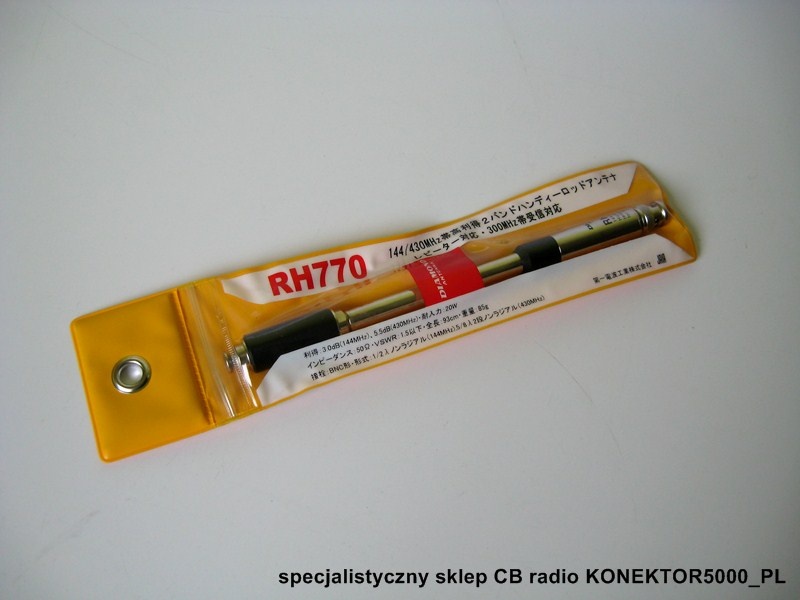 RH770
144/430MHz帯高利得2バンドハンディーロッドアンテナ
ピーター対応・300MHz帯受信対応
DIAMOND
利得:3.0dB(144MHz), 5.5dB(430MHz)・耐入力:20W
インピーダンス:50Ω・VSWR:1.5以下・全長:93cm・重量:85g
接栓:BNC形・形式:1/2λノンラジアル(144MHz)5/8λ2段ノンラジアル(430MHz)
第一電波工業株式会社
specjalistyczny sklep CB radio KONEKTOR5000_PL